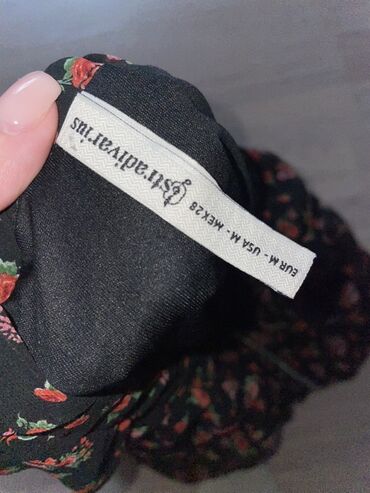 stradivarius
EUR M - USA M - MEX 28